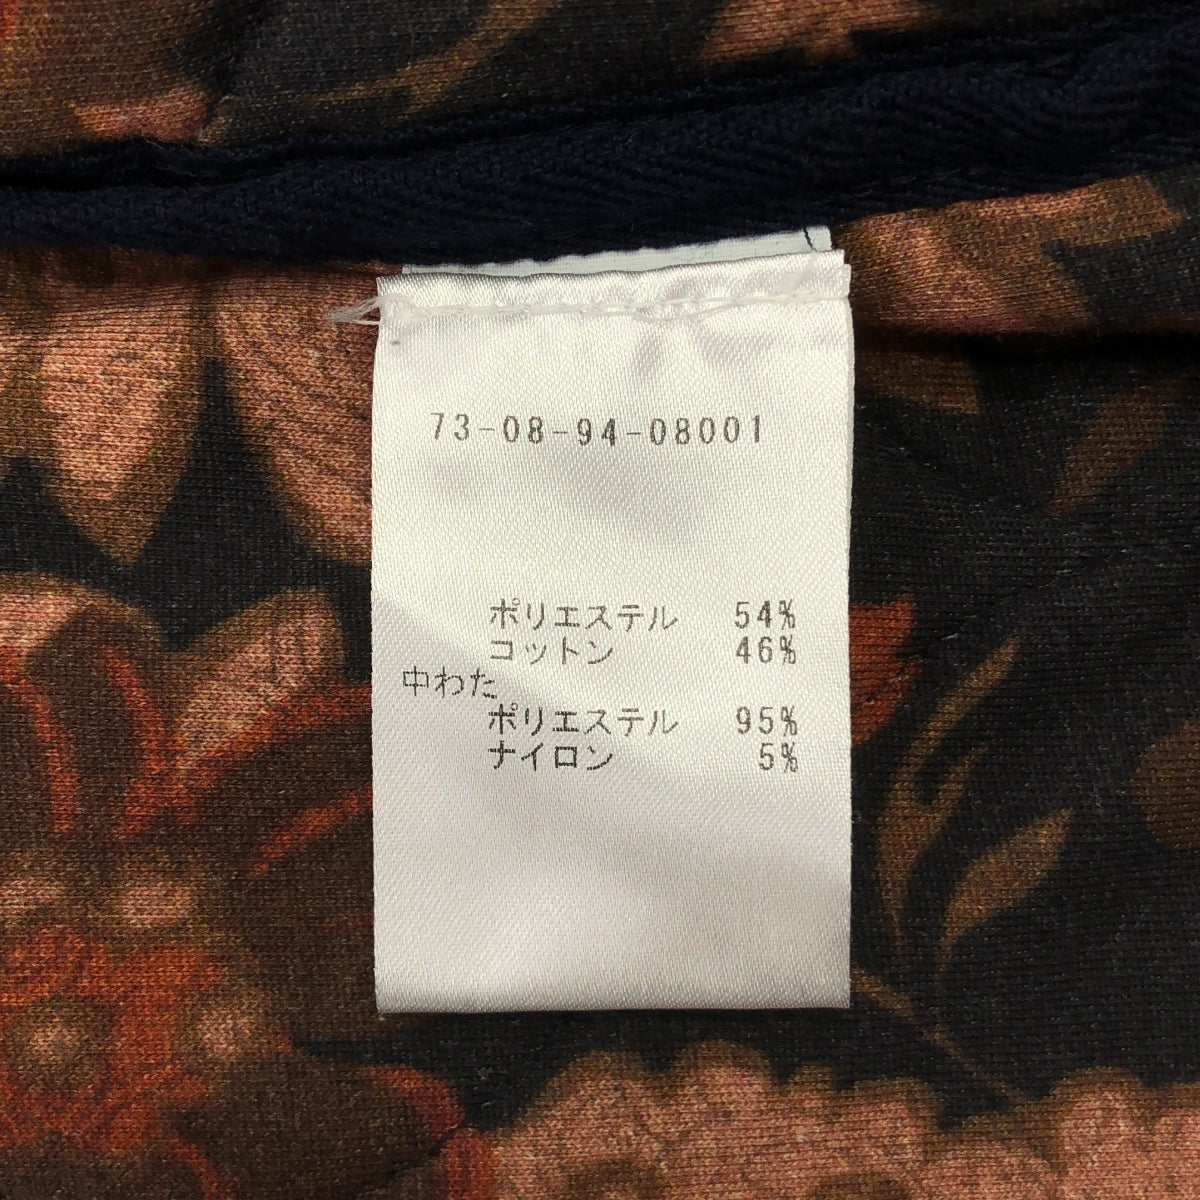 73-08-94-08001
ポリエステル 54%
コットン 46%
中わた
ポリエステル 95%
ナイロン 5%